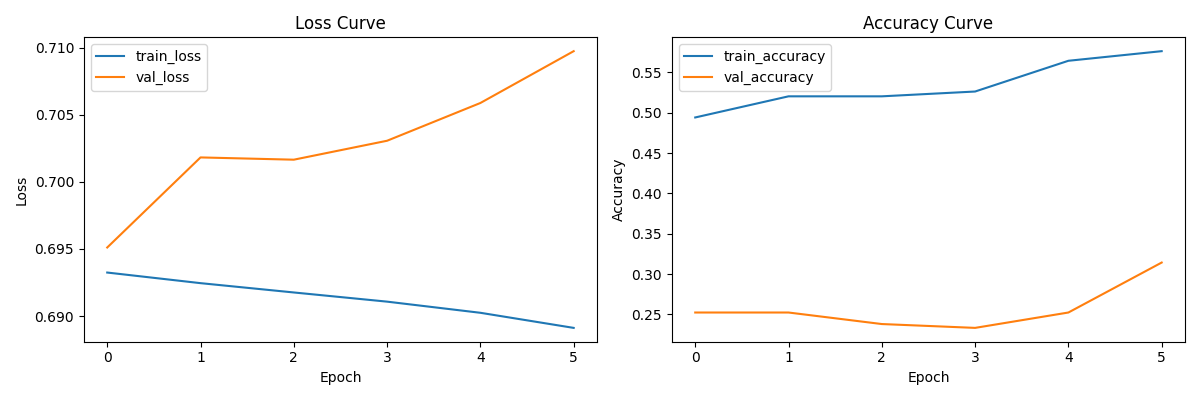 Loss Curve
train_loss
val_loss
0.710
0.705
0.700
0.695
0.690
Loss
0 1 2 3 4 5
Epoch
Accuracy Curve
train_accuracy
val_accuracy
0.55
0.50
0.45
0.40
0.35
0.30
0.25
Accuracy
0 1 2 3 4 5
Epoch